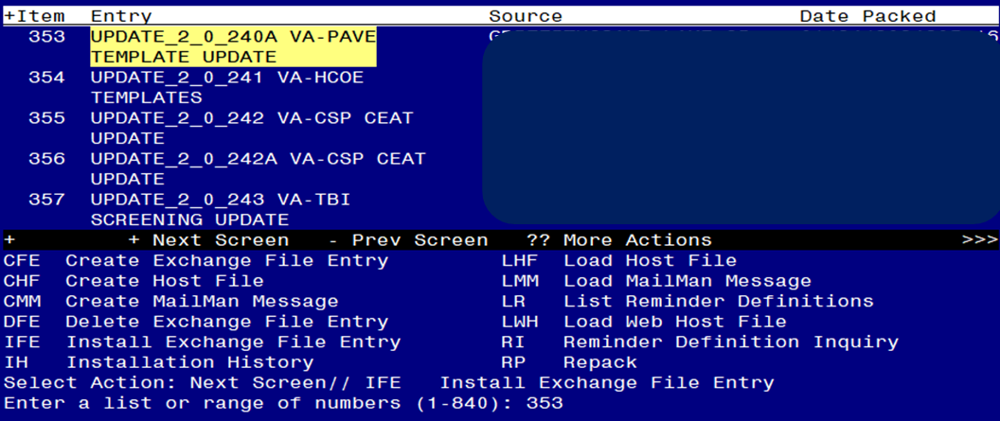 +Item  Entry  Source  Date Packed
353  UPDATE_2_0_240A VA-PAVE
TEMPLATE UPDATE
354  UPDATE_2_0_241 VA-HCOE
TEMPLATES
355  UPDATE_2_0_242 VA-CSP CEAT
UPDATE
356  UPDATE_2_0_242A VA-CSP CEAT
UPDATE
357  UPDATE_2_0_243 VA-TBI
SCREENING UPDATE
+  + Next Screen  - Prev Screen  ?? More Actions  >>>
CFE  Create Exchange File Entry  LHF  Load Host File
CHF  Create Host File  LMM  Load MailMan Message
CMM  Create MailMan Message  LR  List Reminder Definitions
DFE  Delete Exchange File Entry  LWH  Load Web Host File
IFE  Install Exchange File Entry  RI  Reminder Definition Inquiry
IH  Installation History  RP  Repack
Select Action: Next Screen// IFE  Install Exchange File Entry
Enter a list or range of numbers (1-840): 353